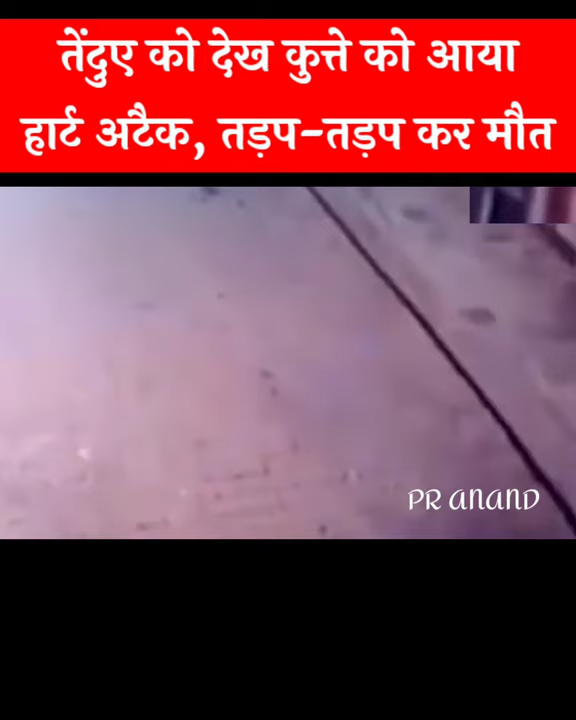 तेंदुए को देख कुत्ते को आया
हार्ट अटैक, तड़प-तड़प कर मौत
PR ANAND